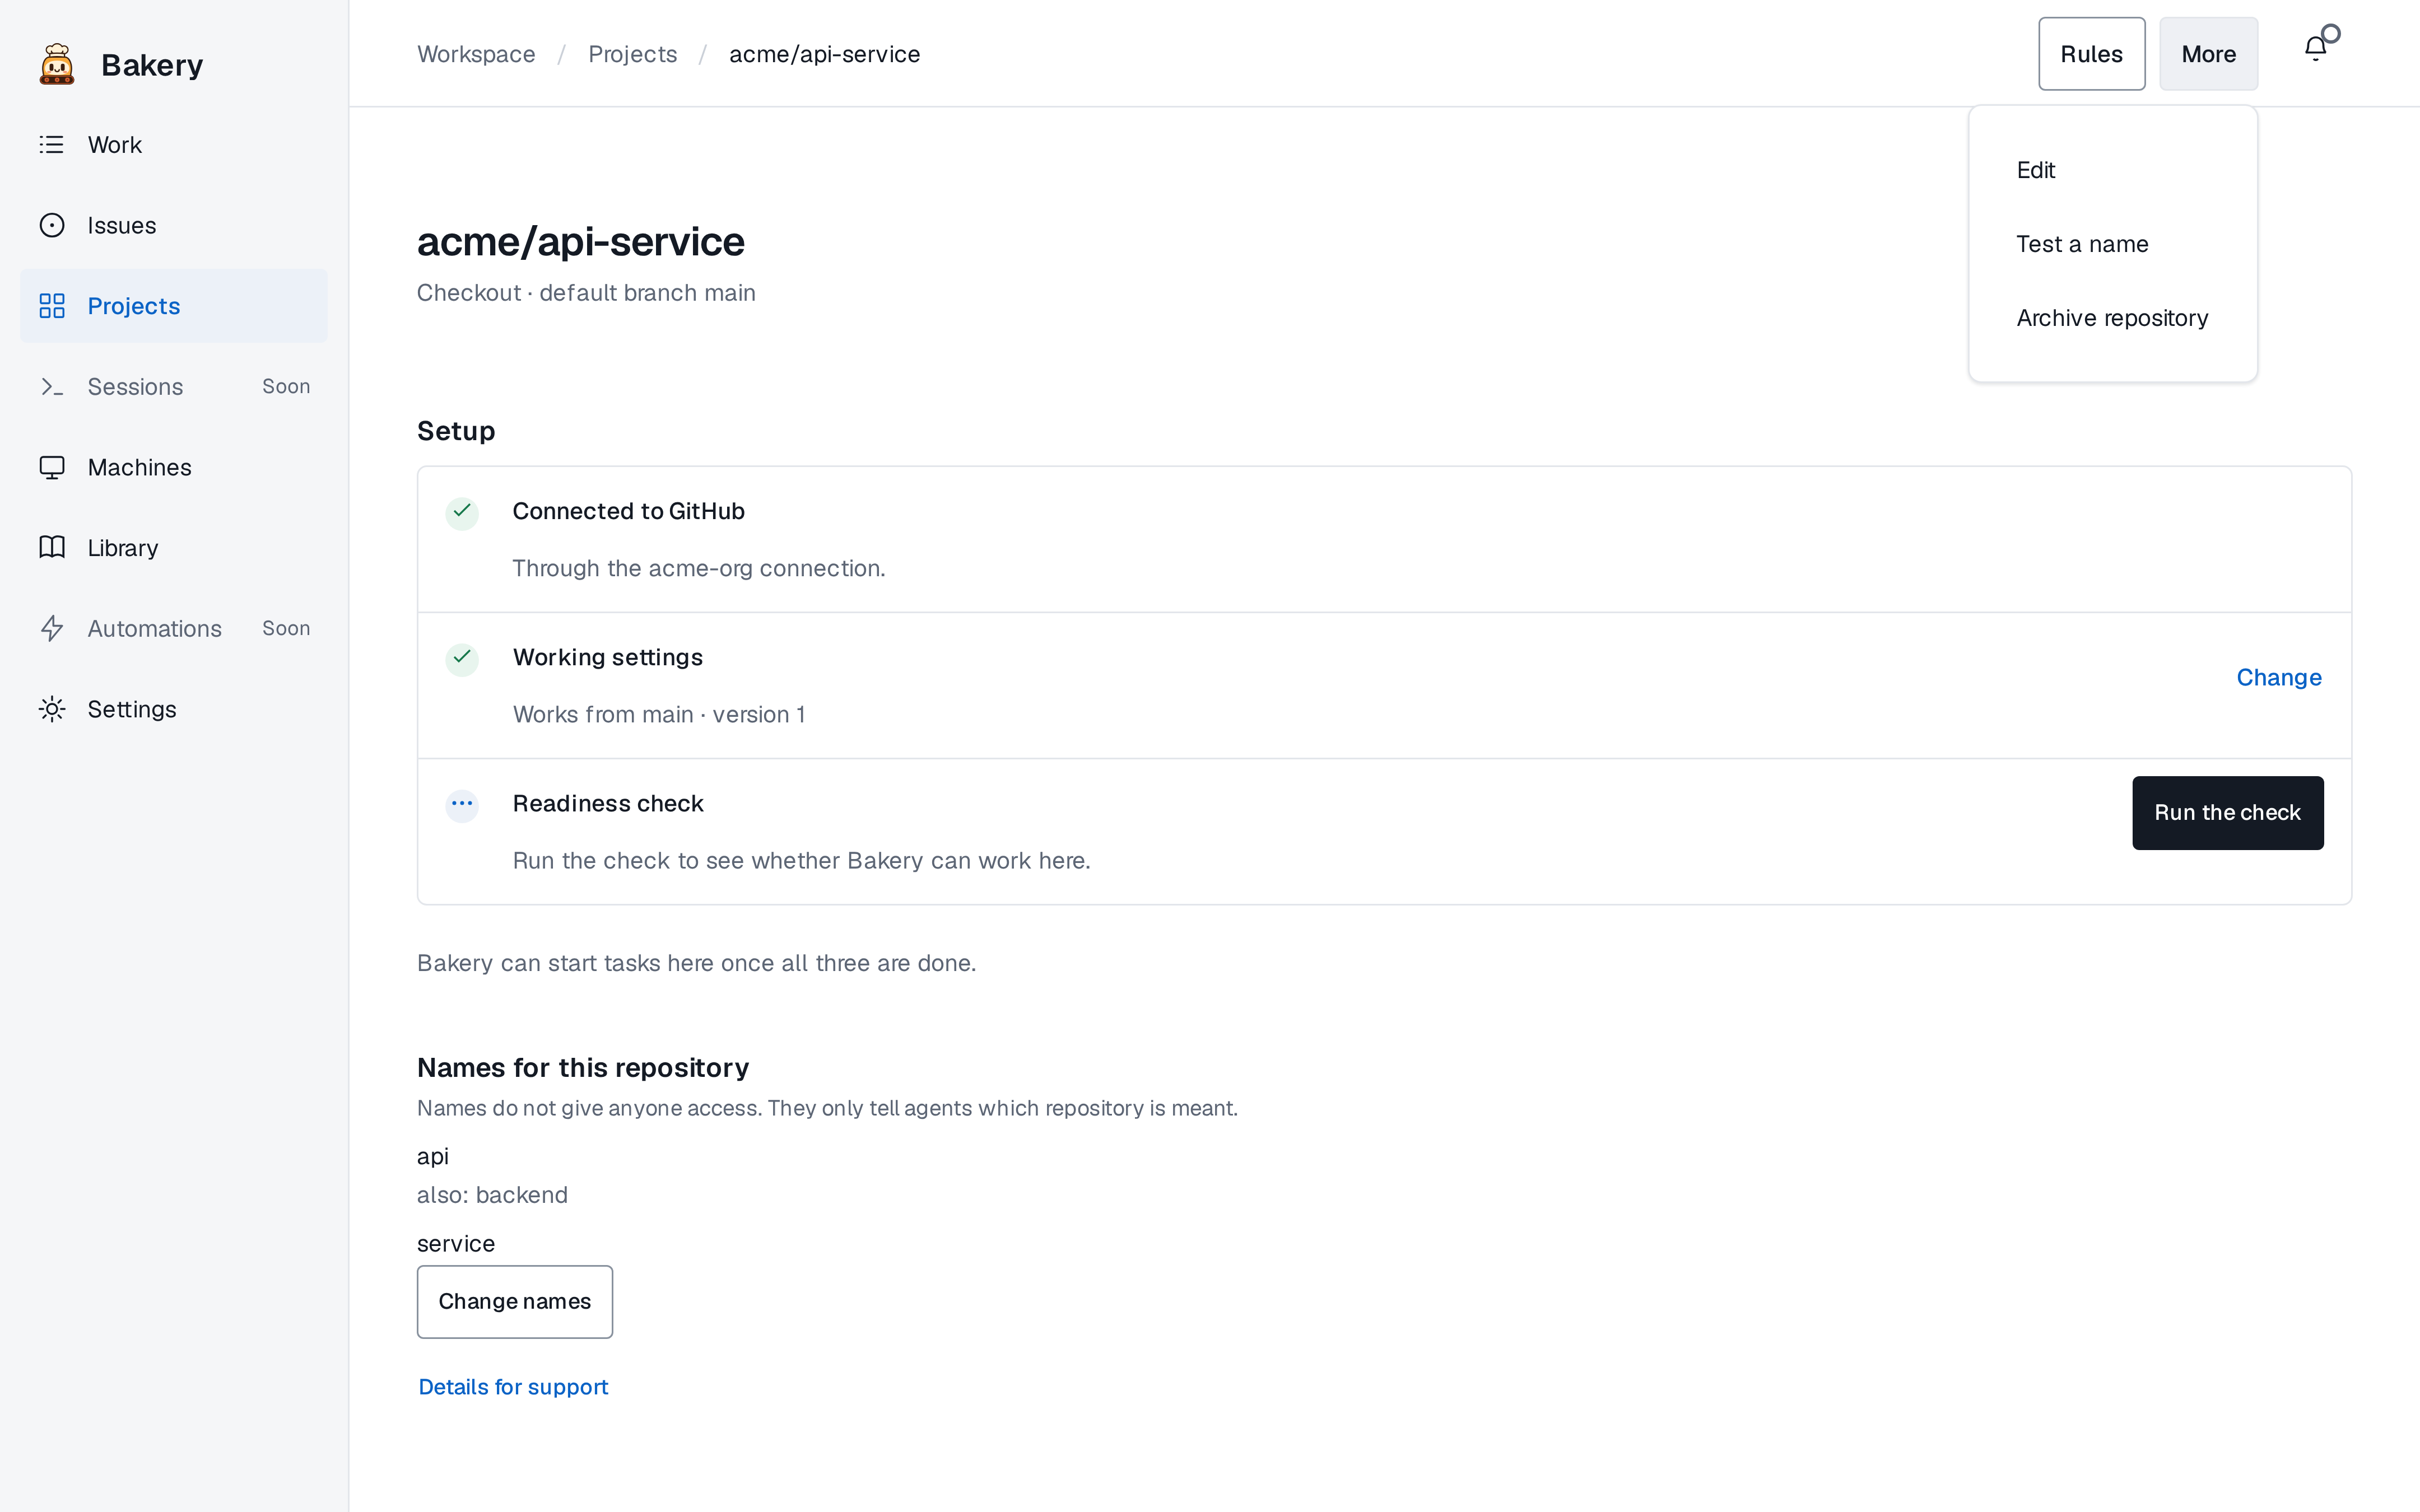 Bakery
Work
Issues
Projects
Sessions Soon
Machines
Library
Automations Soon
Settings
Workspace / Projects / acme/api-service
Rules
More
Edit
Test a name
Archive repository
acme/api-service
Checkout · default branch main
Setup
Connected to GitHub
Through the acme-org connection.
Working settings
Works from main · version 1
Change
Readiness check
Run the check to see whether Bakery can work here.
Run the check
Bakery can start tasks here once all three are done.
Names for this repository
Names do not give anyone access. They only tell agents which repository is meant.
api
also: backend
service
Change names
Details for support